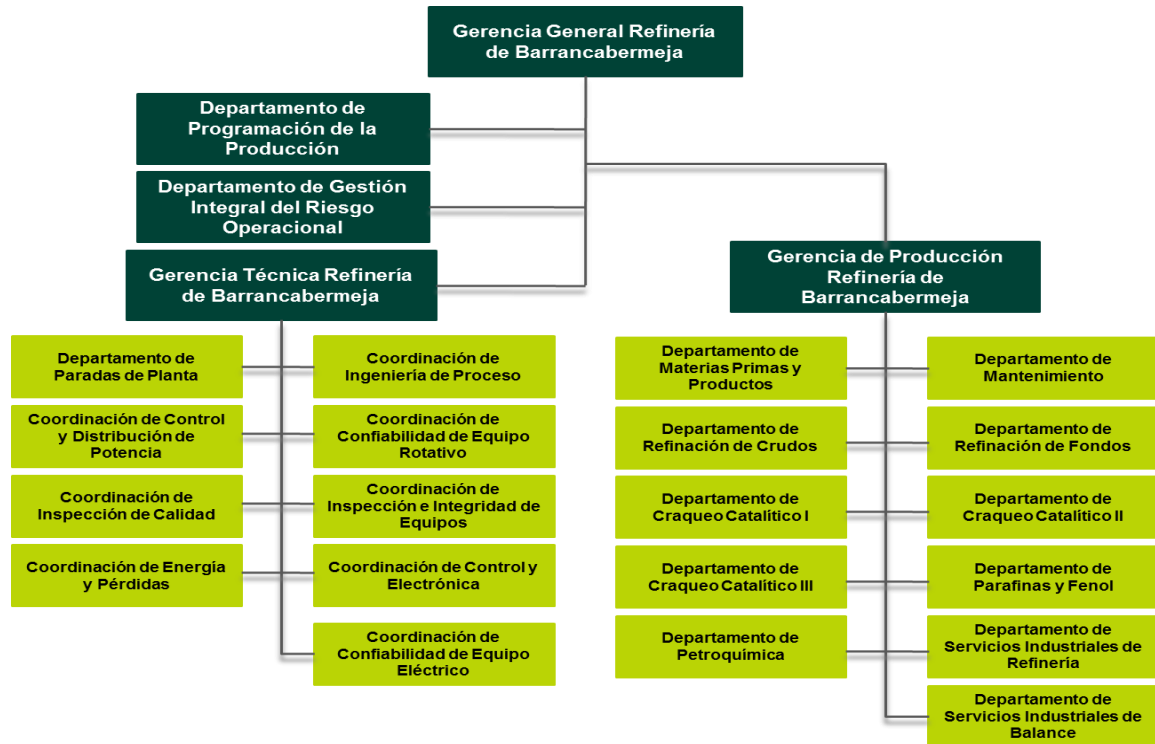 Gerencia General Refinería
de Barrancabermeja
Departamento de
Programación de la
Producción
Departamento de Gestión
Integral del Riesgo
Operacional
Gerencia Técnica Refinería
de Barrancabermeja
Gerencia de Producción
Refinería de
Barrancabermeja
Departamento de
Paradas de Planta
Coordinación de
Ingeniería de Proceso
Coordinación de Control
y Distribución de
Potencia
Coordinación de
Confiabilidad de Equipo
Rotativo
Coordinación de
Inspección de Calidad
Coordinación de
Inspección e Integridad de
Equipos
Coordinación de Energía
y Pérdidas
Coordinación de Control y
Electrónica
Coordinación de
Confiabilidad de Equipo
Eléctrico
Departamento de
Materias Primas y
Productos
Departamento de
Mantenimiento
Departamento de
Refinación de Crudos
Departamento de
Refinación de Fondos
Departamento de
Craqueo Catalítico I
Departamento de
Craqueo Catalítico II
Departamento de
Craqueo Catalítico III
Departamento de
Parafinas y Fenol
Departamento de
Petroquímica
Departamento de
Servicios Industriales de
Refinería
Departamento de
Servicios Industriales de
Balance